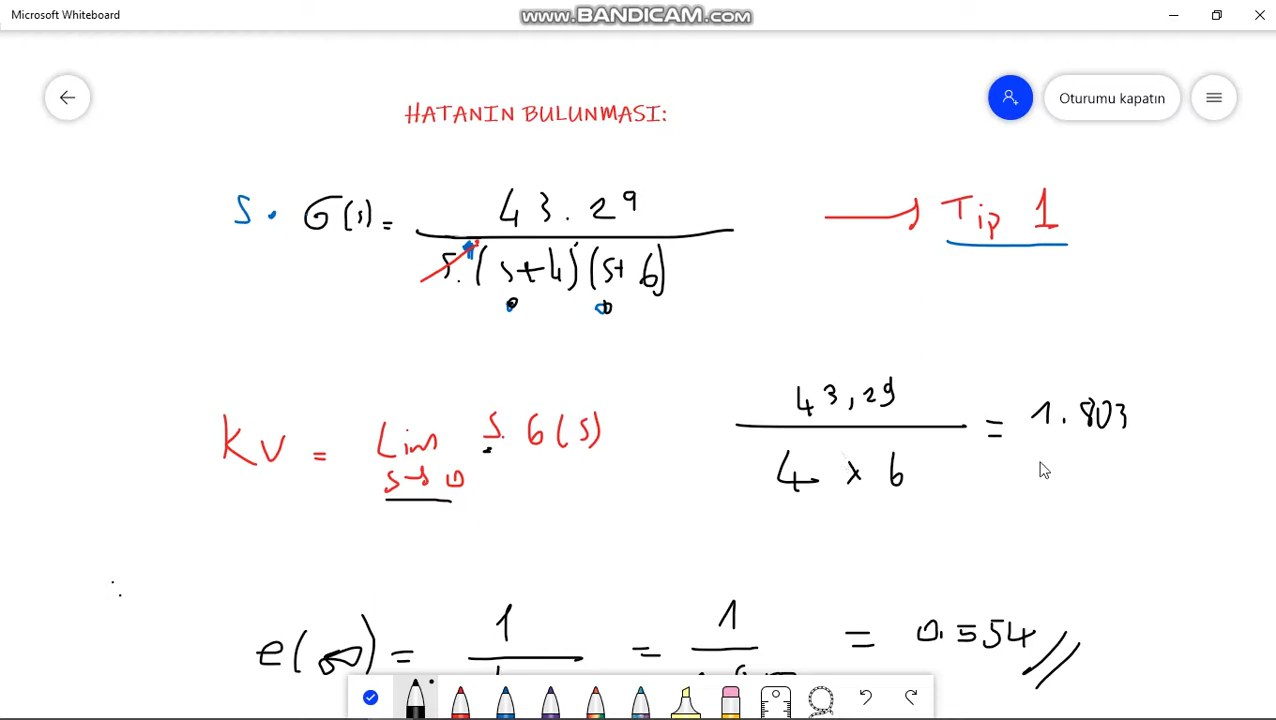 Microsoft Whiteboard
www.BANDICAM.com
Oturumu kapatın
HATANIN BULUNMASI:
S . G(s) = 43.29 / s.(s+4)(s+6) → Tip 1
Kv = Lim s→0 s. G(s)
43,29 / 4 x 6 = 1.803
e(∞) = 1 = 1 = 0.554 //